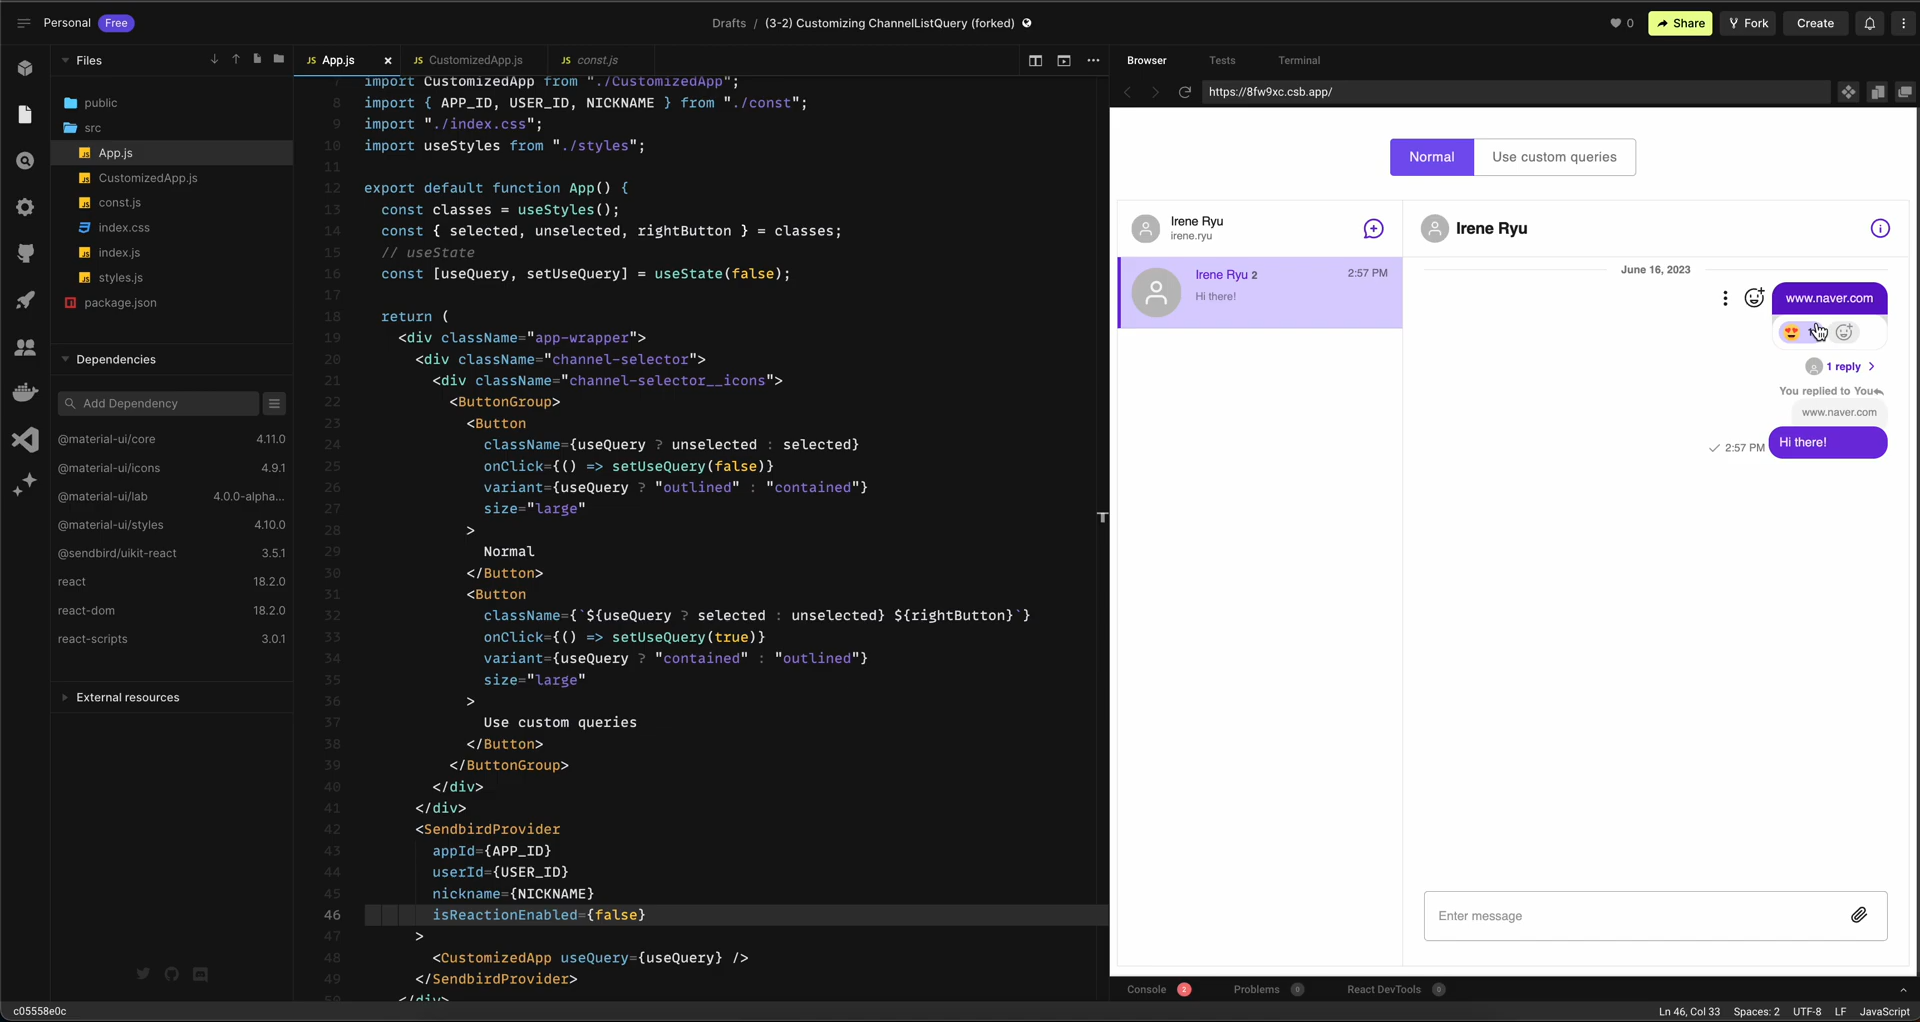 Personal Free
Drafts / (3-2) Customizing ChannelListQuery (forked)
0 Share Fork Create
Files
public
src
App.js
CustomizedApp.js
const.js
index.css
index.js
styles.js
package.json
Dependencies
Add Dependency
@material-ui/core 4.11.0
@material-ui/icons 4.9.1
@material-ui/lab 4.0.0-alpha...
@material-ui/styles 4.10.0
@sendbird/uikit-react 3.5.1
react 18.2.0
react-dom 18.2.0
react-scripts 3.0.1
External resources
JS App.js JS CustomizedApp.js JS const.js
7 import CustomizedApp from "./CustomizedApp";
8 import { APP_ID, USER_ID, NICKNAME } from "./const";
9 import "./index.css";
10 import useStyles from "./styles";
11
12 export default function App() {
13 const classes = useStyles();
14 const { selected, unselected, rightButton } = classes;
15 // useState
16 const [useQuery, setUseQuery] = useState(false);
17
18 return (
19 <div className="app-wrapper">
20 <div className="channel-selector">
21 <div className="channel-selector__icons">
22 <ButtonGroup>
23 <Button
24 className={useQuery ? unselected : selected}
25 onClick={() => setUseQuery(false)}
26 variant={useQuery ? "outlined" : "contained"}
27 size="large"
28 >
29 Normal
30 </Button>
31 <Button
32 className={`${useQuery ? selected : unselected} ${rightButton}`}
33 onClick={() => setUseQuery(true)}
34 variant={useQuery ? "contained" : "outlined"}
35 size="large"
36 >
37 Use custom queries
38 </Button>
39 </ButtonGroup>
40 </div>
41 </div>
42 <SendbirdProvider
43 appId={APP_ID}
44 userId={USER_ID}
45 nickname={NICKNAME}
46 isReactionEnabled={false}
47 >
48 <CustomizedApp useQuery={useQuery} />
49 </SendbirdProvider>
50 </div>
Browser Tests Terminal
https://8fw9xc.csb.app/
Normal Use custom queries
Irene Ryu
irene.ryu
Irene Ryu 2 2:57 PM
Hi there!
Irene Ryu
June 16, 2023
www.naver.com
1 reply
You replied to You
www.naver.com
2:57 PM Hi there!
Enter message
Console 2 Problems 0 React DevTools 0
c05558e0c
Ln 46, Col 33 Spaces: 2 UTF-8 LF JavaScript